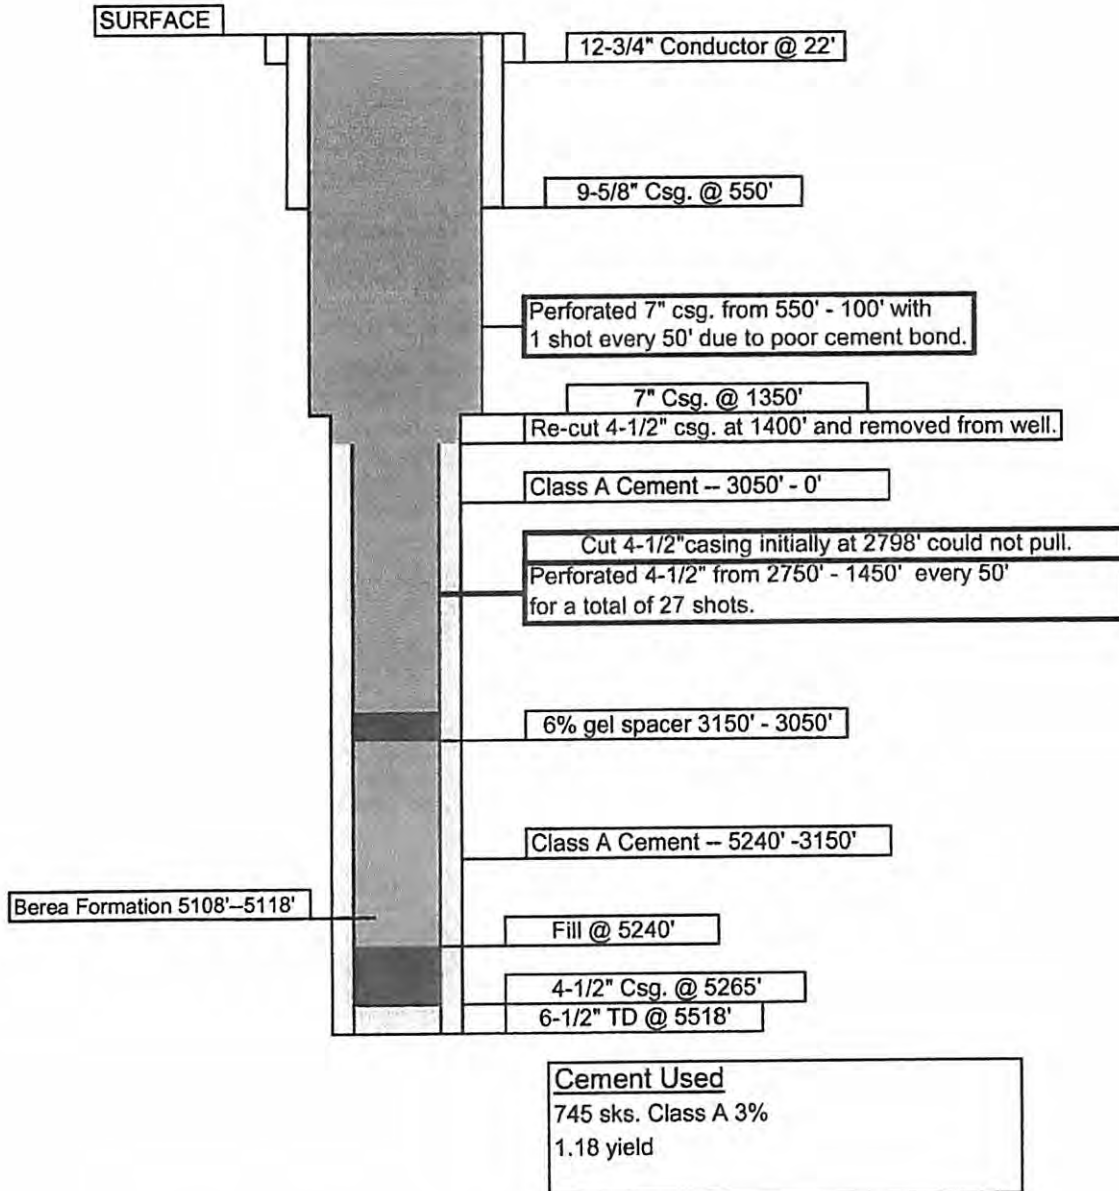 SURFACE
12-3/4" Conductor @ 22'
9-5/8" Csg. @ 550'
Perforated 7" csg. from 550' - 100' with
1 shot every 50' due to poor cement bond.
7" Csg. @ 1350'
Re-cut 4-1/2" csg. at 1400' and removed from well.
Class A Cement -- 3050' - 0'
Cut 4-1/2"casing initially at 2798' could not pull.
Perforated 4-1/2" from 2750' - 1450' every 50'
for a total of 27 shots.
6% gel spacer 3150' - 3050'
Class A Cement -- 5240' -3150'
Berea Formation 5108'--5118'
Fill @ 5240'
4-1/2" Csg. @ 5265'
6-1/2" TD @ 5518'
Cement Used
745 sks. Class A 3%
1.18 yield